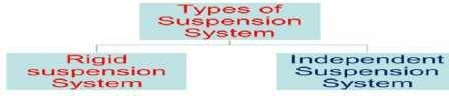 Types of
Suspension
System
Rigid
suspension
System
Independent
Suspension
System